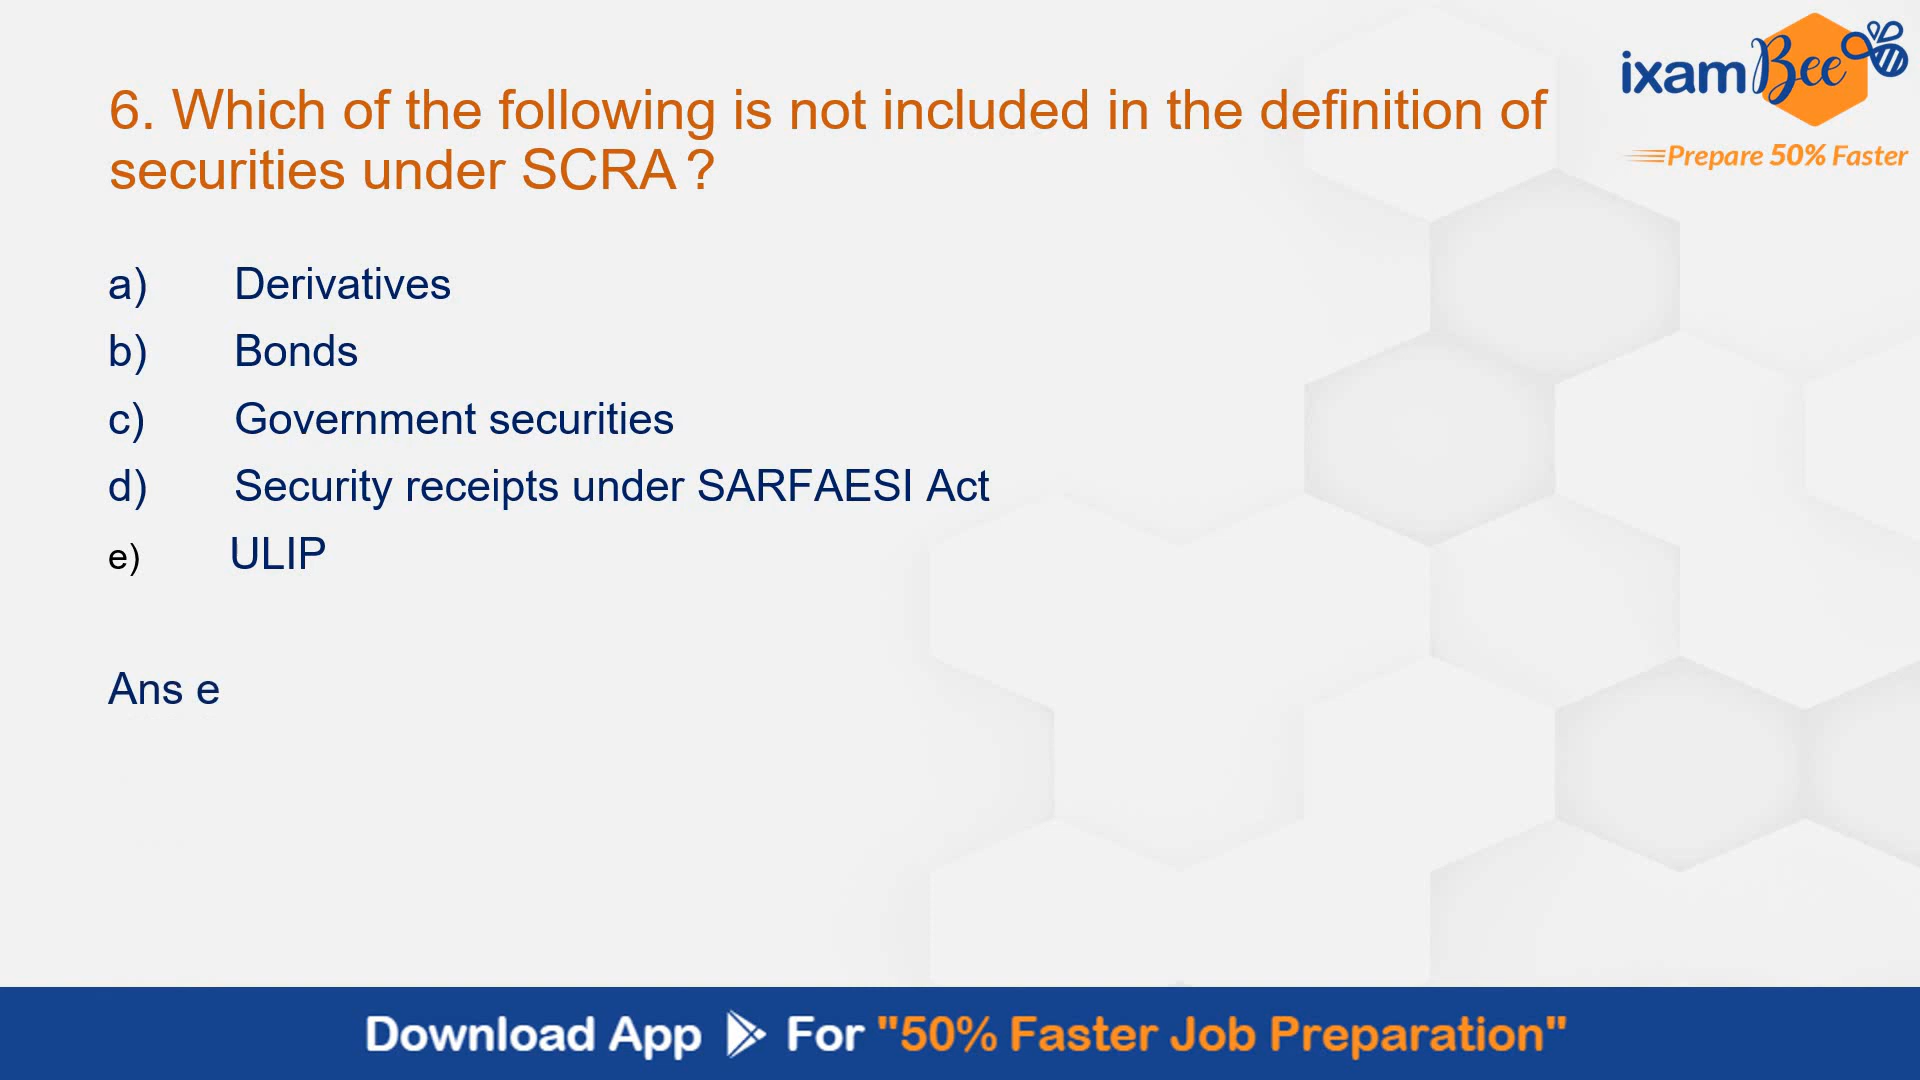 ixamBee
Prepare 50% Faster
6. Which of the following is not included in the definition of
securities under SCRA ?
a) Derivatives
b) Bonds
c) Government securities
d) Security receipts under SARFAESI Act
e) ULIP
Ans e
Download App For "50% Faster Job Preparation"